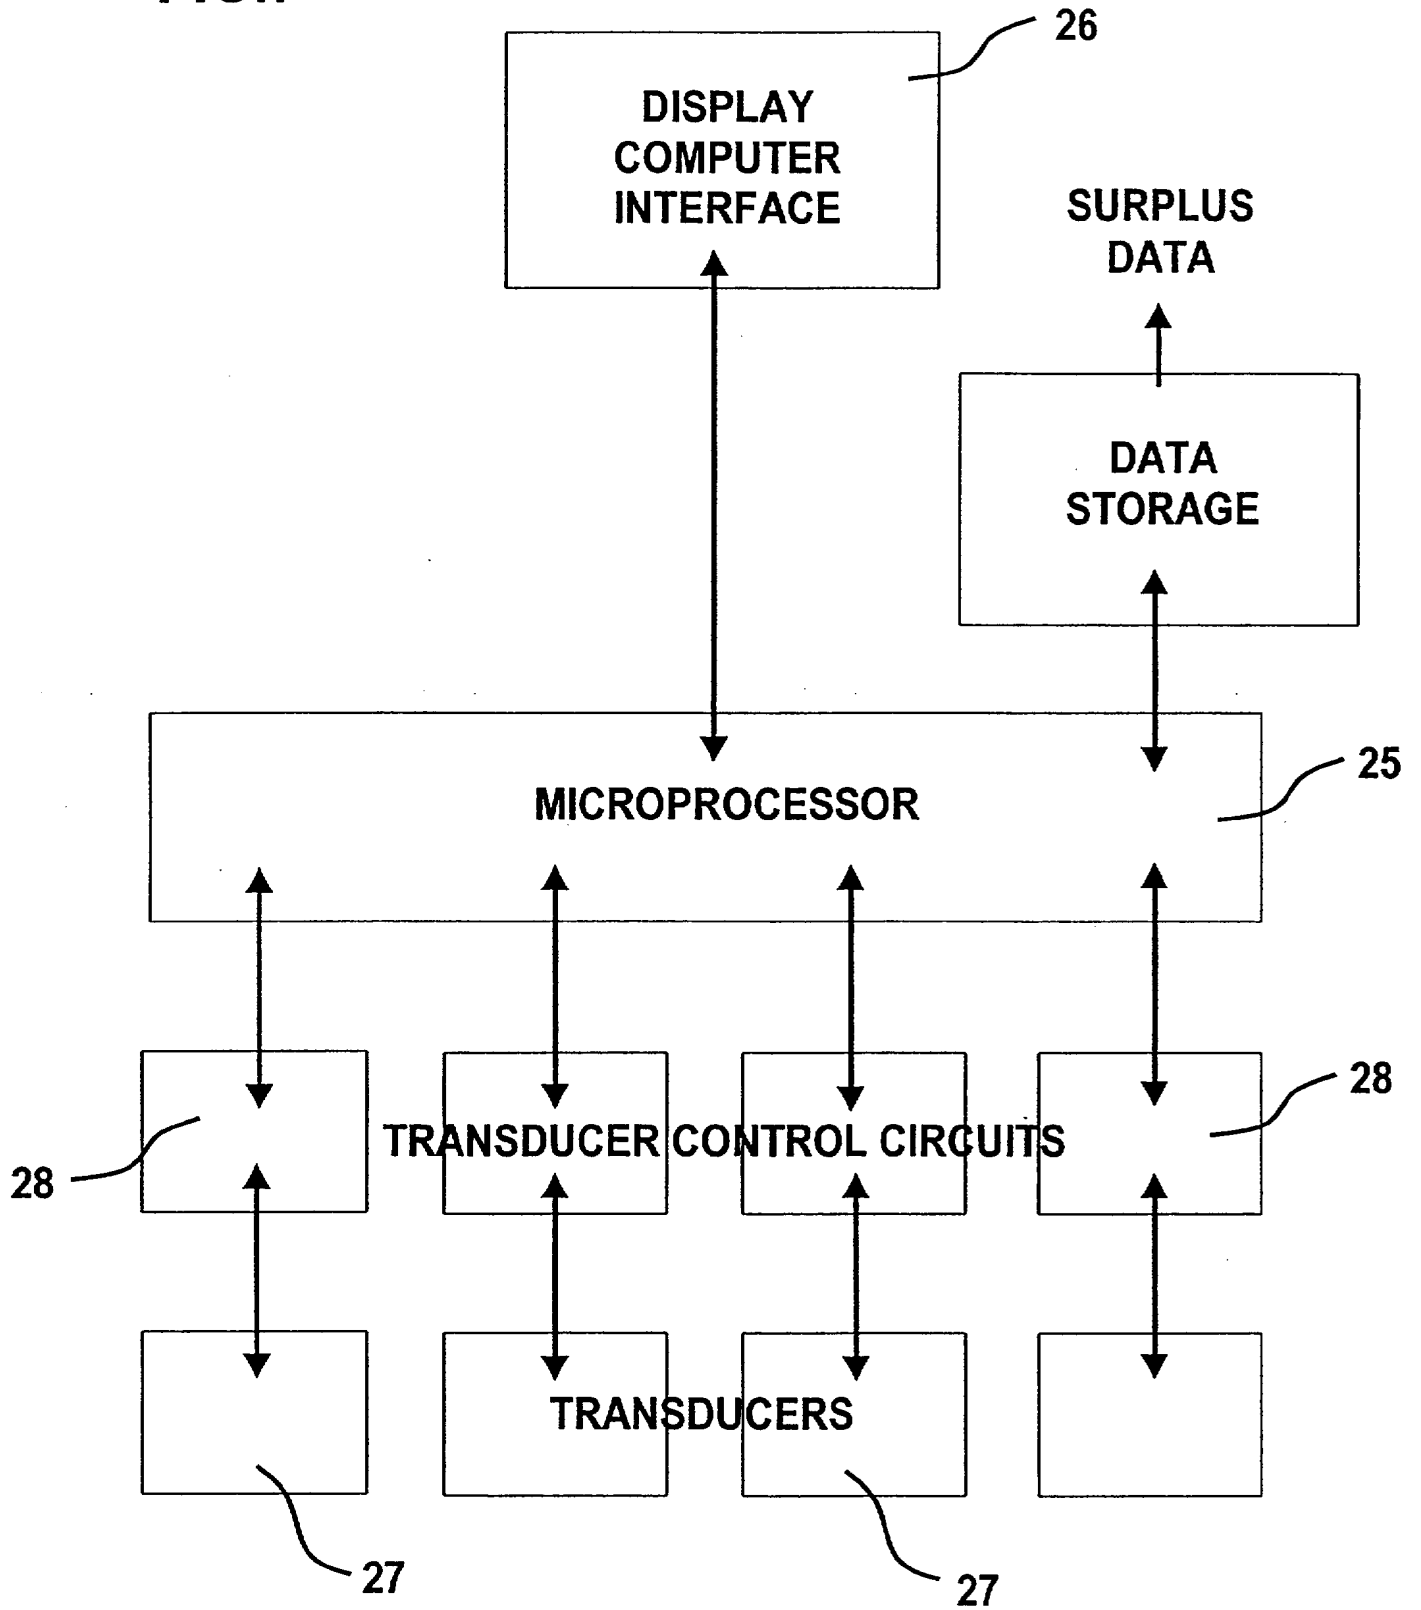 26
DISPLAY
COMPUTER
INTERFACE
SURPLUS
DATA
DATA
STORAGE
25
MICROPROCESSOR
28
TRANSDUCER CONTROL CIRCUITS
28
TRANSDUCERS
27
27